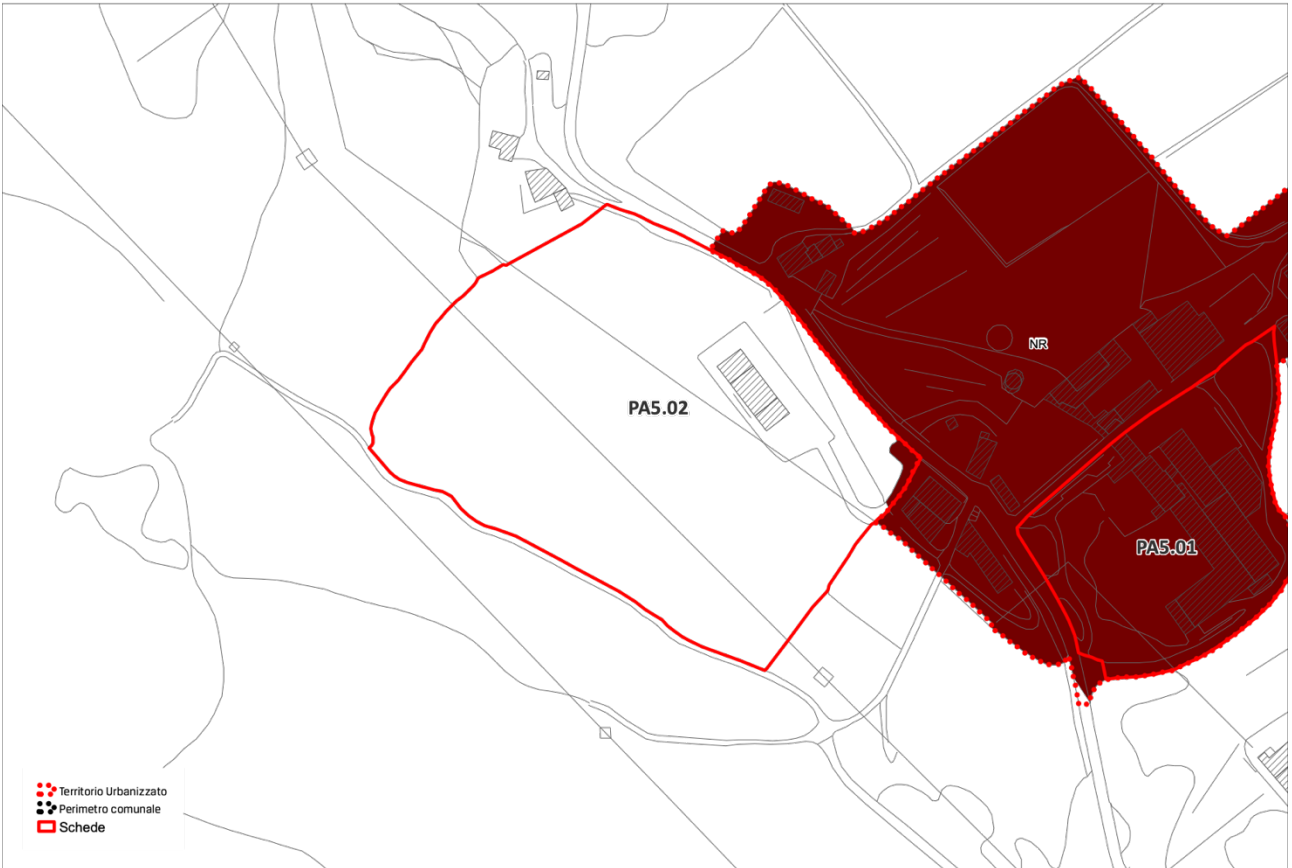 NR
PA5.02
PA5.01
Territorio Urbanizzato
Perimetro comunale
Schede